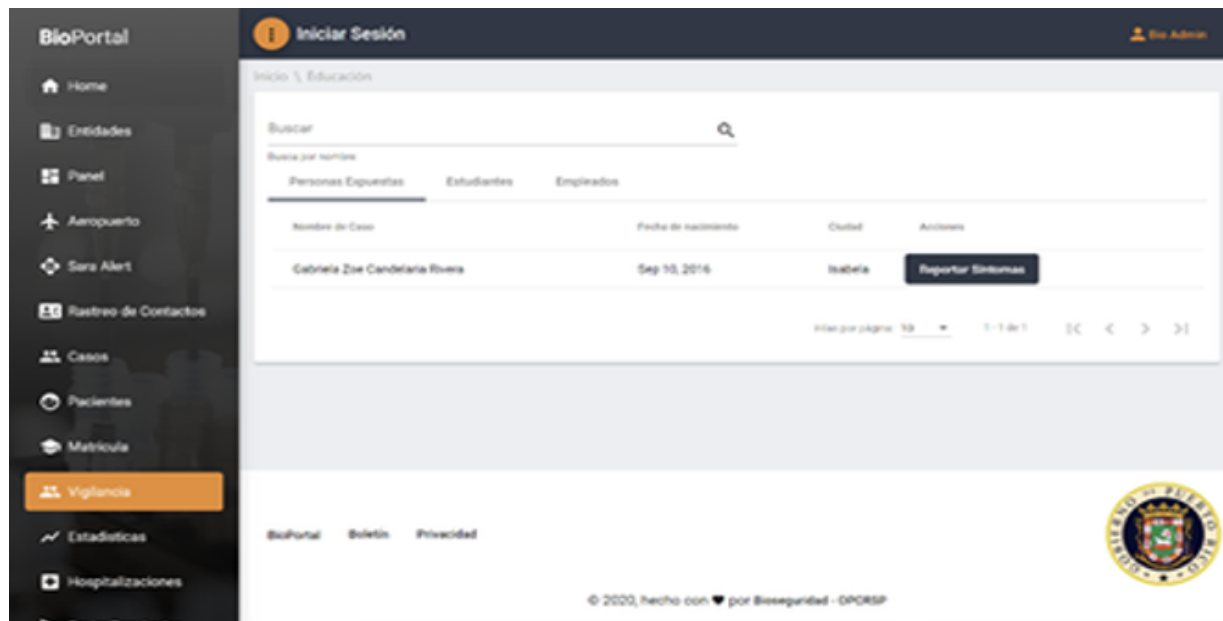 BioPortal
Home
Entidades
Panel
Aeropuerto
Sara Alert
Rastreo de Contactos
Casos
Pacientes
Matrícula
Vigilancia
Estadísticas
Hospitalizaciones
Iniciar Sesión
Bio Admin
Inicio \ Educación
Buscar
Busca por nombre
Personas Expuestas Estudiantes Empleados
Nombre de Caso Fecha de nacimiento Ciudad Acciones
Gabriela Zoe Candelaria Rivera Sep 10, 2016 Isabela Reportar Síntomas
Filas por página: 10 1-1 de 1
BioPortal Boletín Privacidad
GOBIERNO DE PUERTO RICO
© 2020, hecho con ♥ por Bioseguridad - OPCRSP